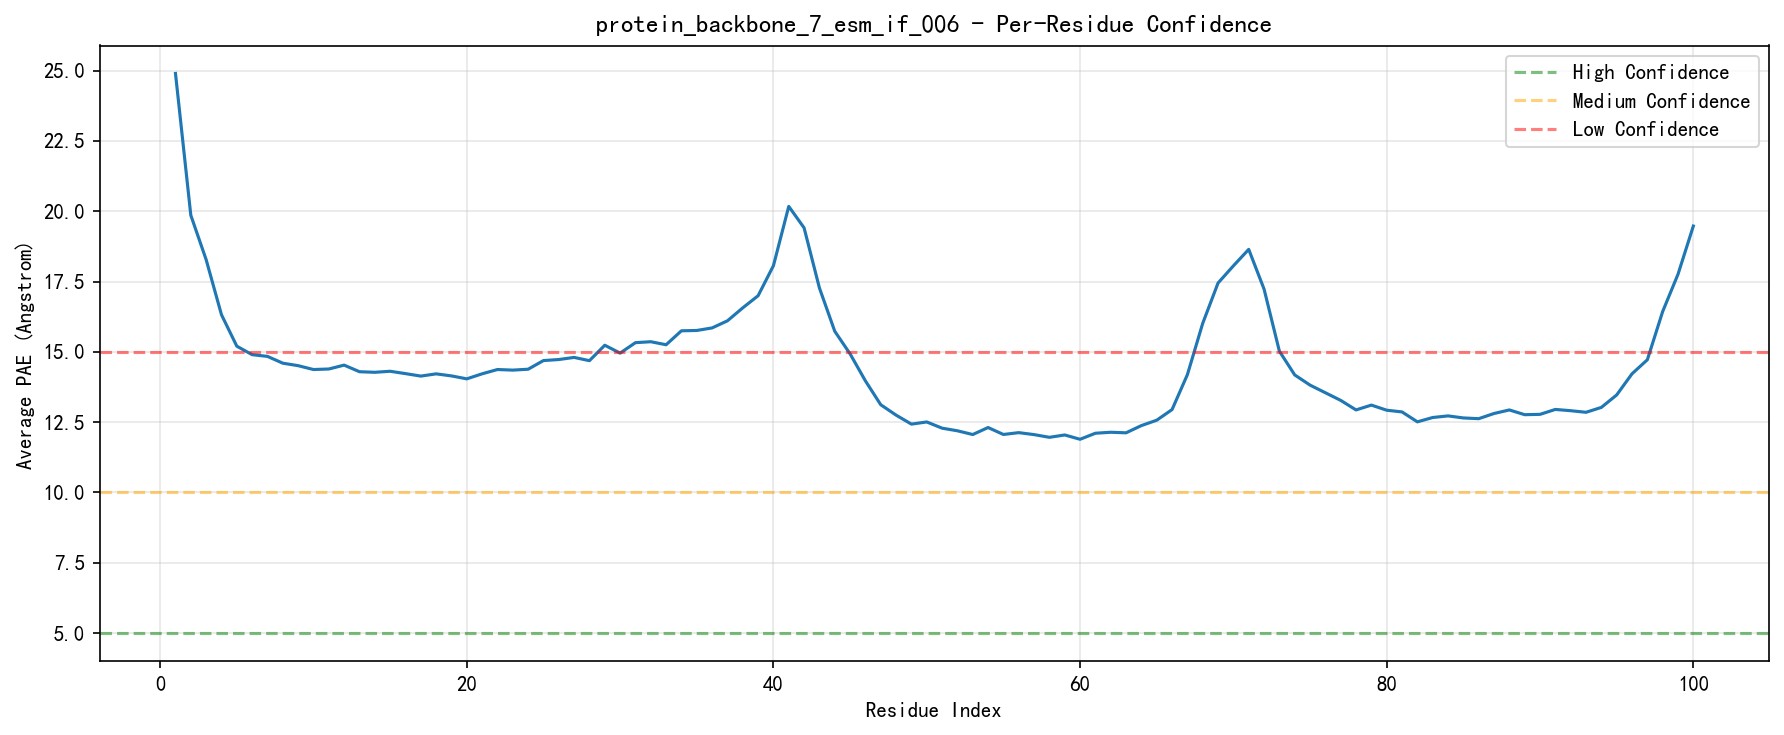 protein_backbone_7_esm_if_006 - Per-Residue Confidence
High Confidence
Medium Confidence
Low Confidence
Average PAE (Angstrom)
25.0
22.5
20.0
17.5
15.0
12.5
10.0
7.5
5.0
0 20 40 60 80 100
Residue Index